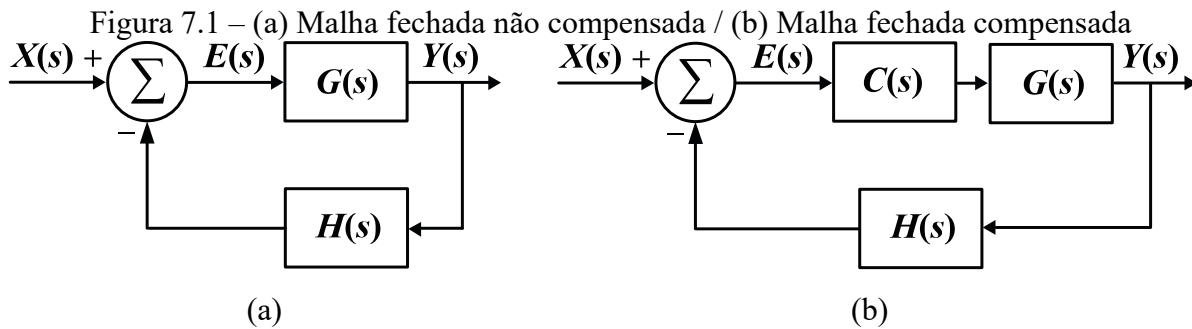 Figura 7.1 – (a) Malha fechada não compensada / (b) Malha fechada compensada
X(s) + Σ E(s) G(s) Y(s)
−
H(s)
(a)
X(s) + Σ E(s) C(s) G(s) Y(s)
−
H(s)
(b)